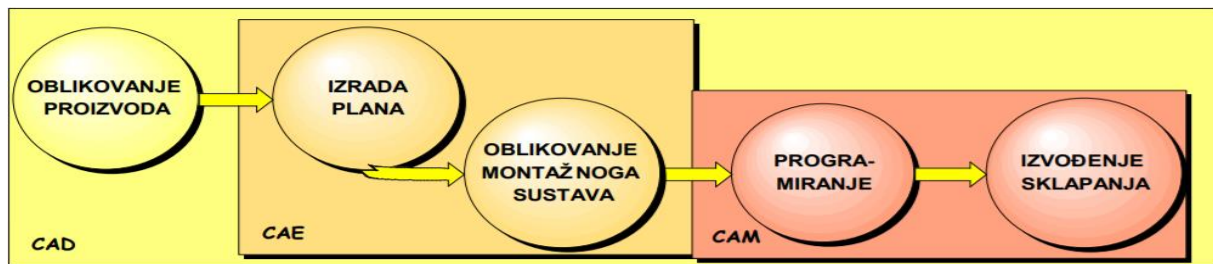 OBLIKOVANJE
PROIZVODA
IZRADA
PLANA
OBLIKOVANJE
MONTAŽNOGA
SUSTAVA
PROGRA-
MIRANJE
IZVOĐENJE
SKLAPANJA
CAD
CAE
CAM